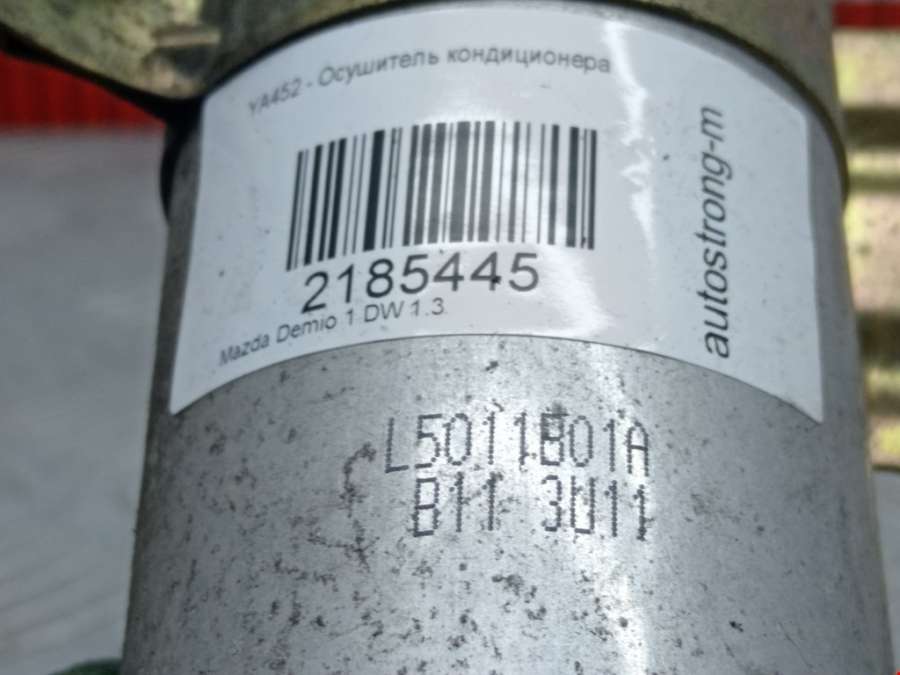 YA452 - Осушитель кондиционера
2185445
Mazda Demio 1 DW 1.3
autostrong-m
L5011B01A
B11 3U11